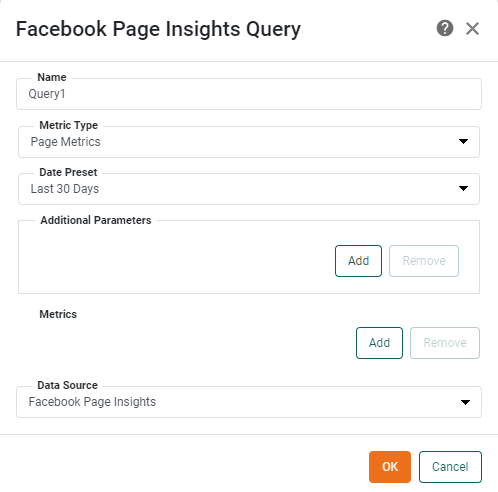 Facebook Page Insights Query
Name
Query1
Metric Type
Page Metrics
Date Preset
Last 30 Days
Additional Parameters
Add Remove
Metrics
Add Remove
Data Source
Facebook Page Insights
OK Cancel